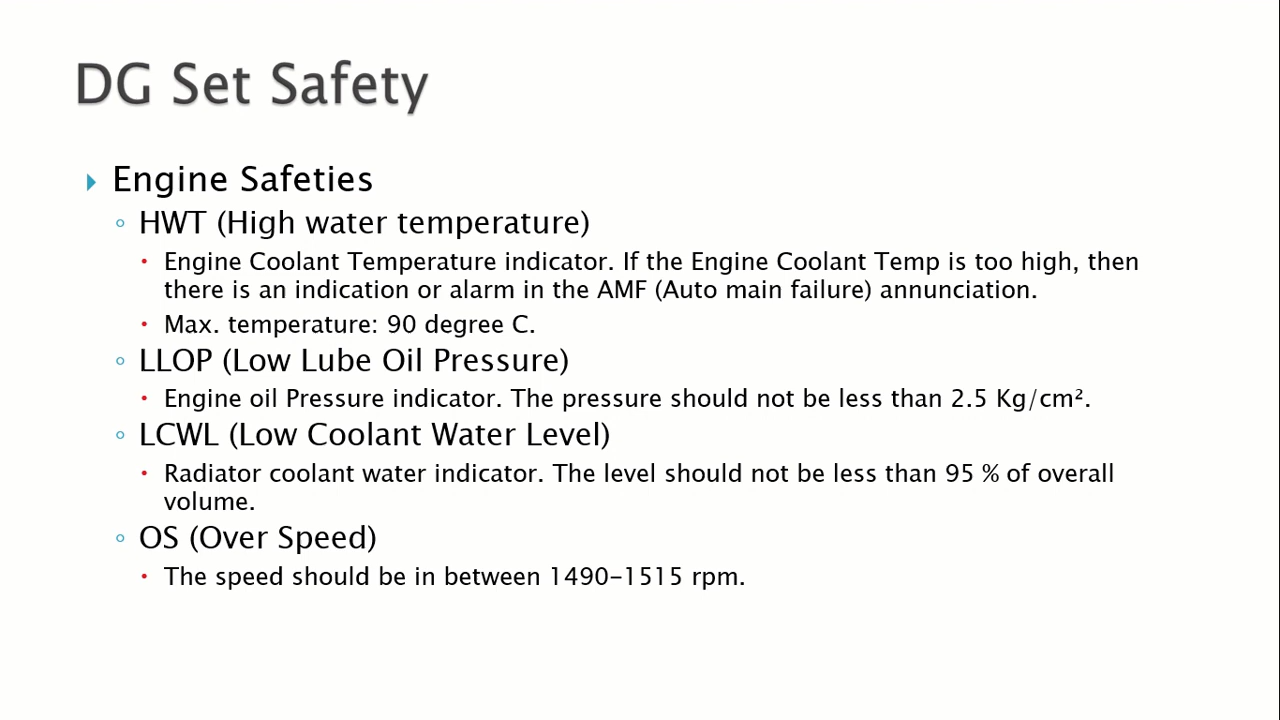 DG Set Safety
Engine Safeties
HWT (High water temperature)
Engine Coolant Temperature indicator. If the Engine Coolant Temp is too high, then
there is an indication or alarm in the AMF (Auto main failure) annunciation.
Max. temperature: 90 degree C.
LLOP (Low Lube Oil Pressure)
Engine oil Pressure indicator. The pressure should not be less than 2.5 Kg/cm².
LCWL (Low Coolant Water Level)
Radiator coolant water indicator. The level should not be less than 95 % of overall
volume.
OS (Over Speed)
The speed should be in between 1490-1515 rpm.